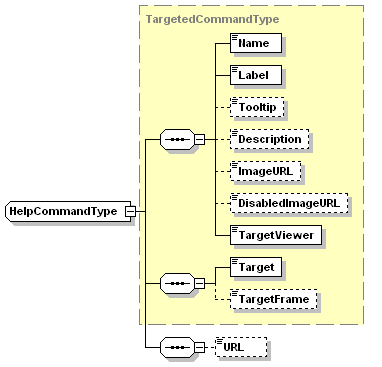 TargetedCommandType
Name
Label
Tooltip
Description
ImageURL
DisabledImageURL
HelpCommandType
TargetViewer
Target
TargetFrame
URL